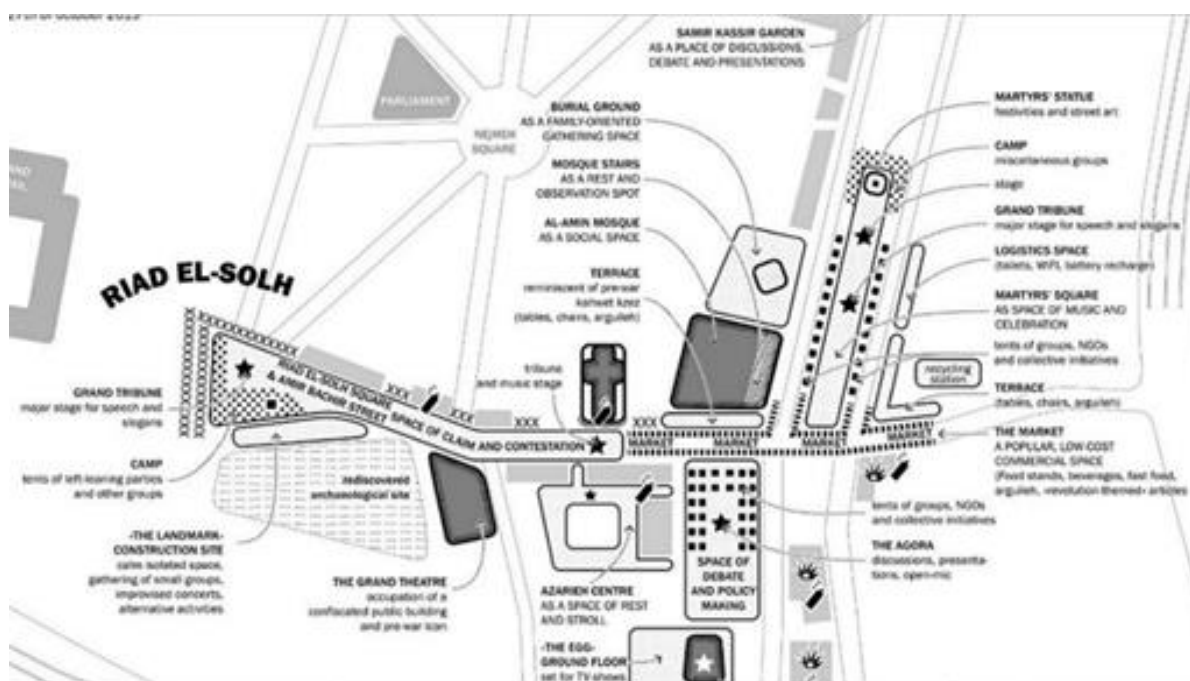 SAMIR KASSIR GARDEN
AS A PLACE OF DISCUSSIONS,
DEBATE AND PRESENTATIONS
PARLIAMENT
NEJMEH
SQUARE
BURIAL GROUND
AS A FAMILY-ORIENTED
GATHERING SPACE
MOSQUE STAIRS
AS A REST AND
OBSERVATION SPOT
AL-AMIN MOSQUE
AS A SOCIAL SPACE
TERRACE
reminiscent of pre-war
kahwet kzez
(tables, chairs, arguileh)
MARTYRS' STATUE
festivities and street art
CAMP
miscellaneous groups
stage
GRAND TRIBUNE
major stage for speech and slogans
LOGISTICS SPACE
(toilets, WIFI, battery recharge)
MARTYRS' SQUARE
AS SPACE OF MUSIC AND
CELEBRATION
tents of groups, NGOs
and collective initiatives
recycling
station
TERRACE
(tables, chairs, arguileh)
THE MARKET
A POPULAR, LOW-COST
COMMERCIAL SPACE
(Food stands, beverages, fast food,
arguileh, «revolution-themed» articles
RIAD EL-SOLH
RIAD EL-SOLH SQUARE
& AMIR BACHIR STREET
SPACE OF CLAIM AND CONTESTATION
tribune
and music stage
XXX
XXX
XX
XXX
MARKET
MARKET
MARKET
MARKET
GRAND TRIBUNE
major stage for speech and
slogans
CAMP
tents of left-leaning parties
and other groups
-THE LANDMARK-
CONSTRUCTION SITE
calm isolated space,
gathering of small groups,
improvised concerts,
alternative activities
rediscovered
archaeological site
THE GRAND THEATRE
occupation of a
confiscated public building
and pre-war icon
AZARIEH CENTRE
AS A SPACE OF REST
AND STROLL
SPACE OF
DEBATE
AND POLICY
MAKING
tents of groups, NGOs
and collective initiatives
THE AGORA
discussions, presenta-
tions, open-mic
-THE EGG-
GROUND FLOOR
set for TV shows